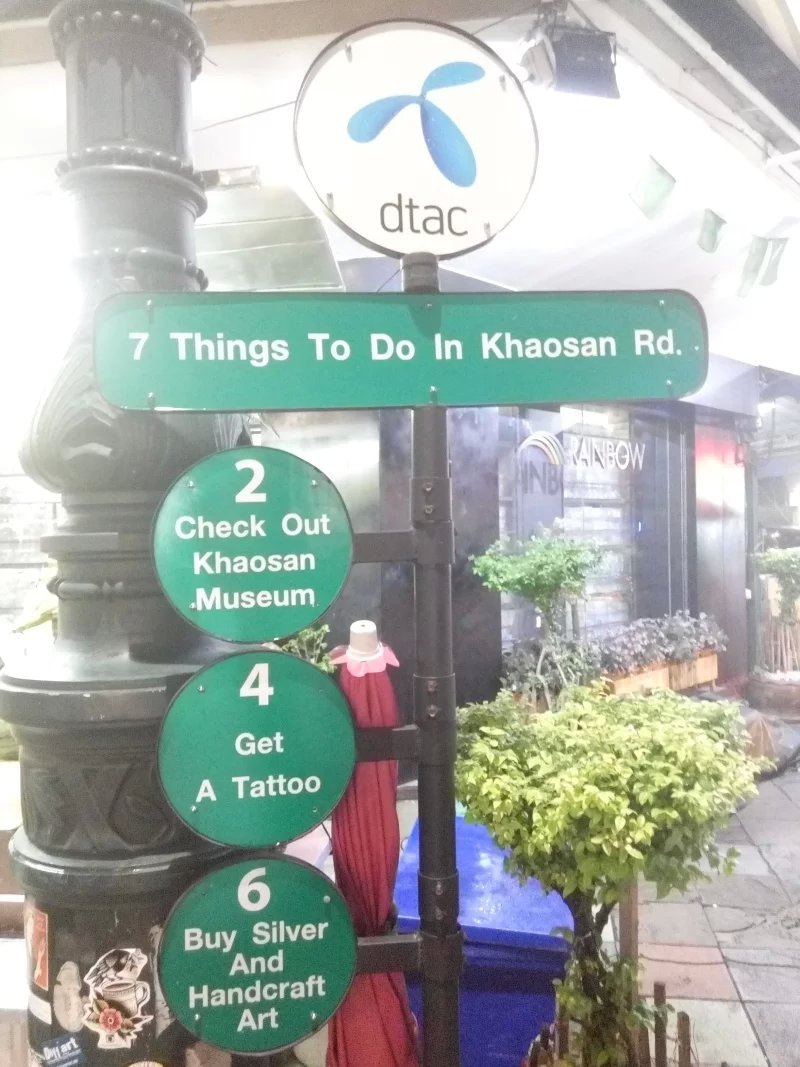 dtac
7 Things To Do In Khaosan Rd.
RAINBOW
2
Check Out
Khaosan
Museum
4
Get
A Tattoo
6
Buy Silver
And
Handcraft
Art